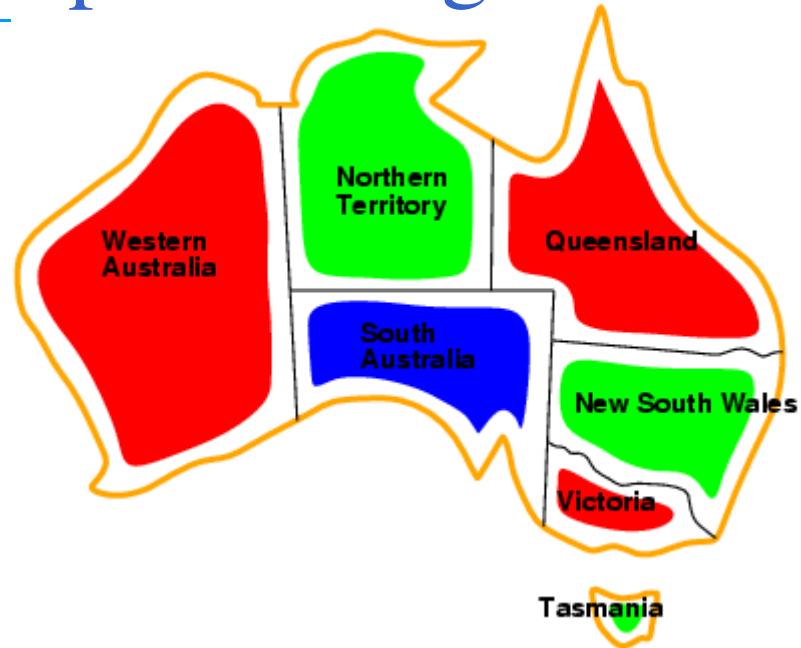 Northern
Territory
Western
Australia
Queensland
South
Australia
New South Wales
Victoria
Tasmania